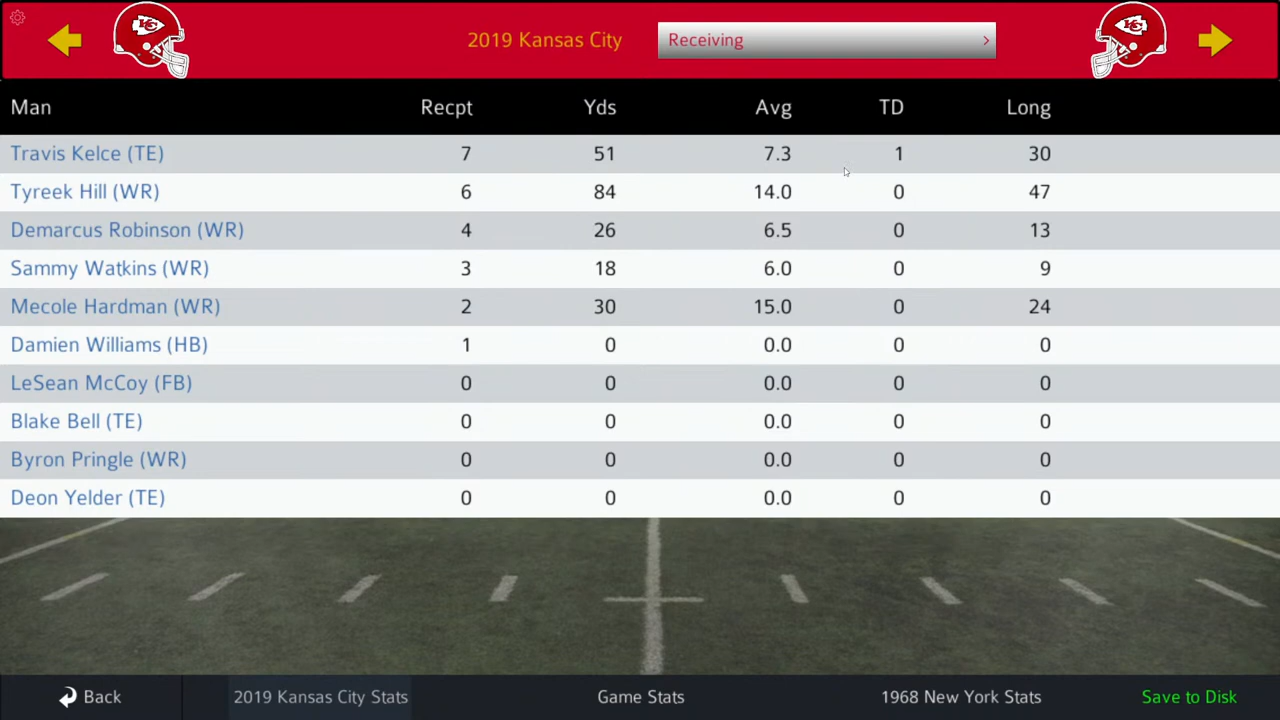 2019 Kansas City Receiving
Man Recpt Yds Avg TD Long
Travis Kelce (TE) 7 51 7.3 1 30
Tyreek Hill (WR) 6 84 14.0 0 47
Demarcus Robinson (WR) 4 26 6.5 0 13
Sammy Watkins (WR) 3 18 6.0 0 9
Mecole Hardman (WR) 2 30 15.0 0 24
Damien Williams (HB) 1 0 0.0 0 0
LeSean McCoy (FB) 0 0 0.0 0 0
Blake Bell (TE) 0 0 0.0 0 0
Byron Pringle (WR) 0 0 0.0 0 0
Deon Yelder (TE) 0 0 0.0 0 0
Back 2019 Kansas City Stats Game Stats 1968 New York Stats Save to Disk